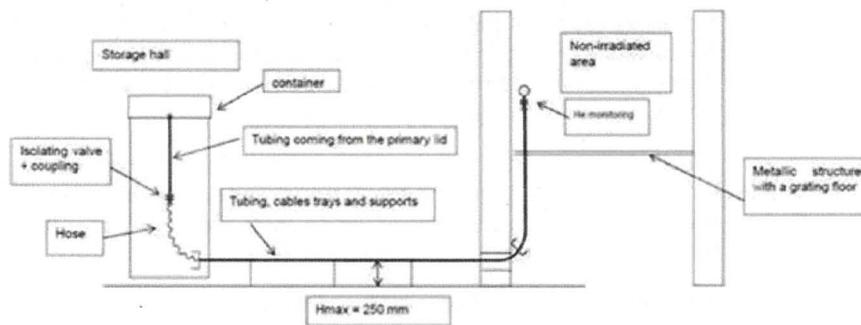 Storage hall
Non-irradiated
area
container
He monitoring
Tubing coming from the primary lid
Isolating valve
+ coupling
Metallic structure
with a grating floor
Tubing, cables trays and supports
Hose
Hmax = 250 mm